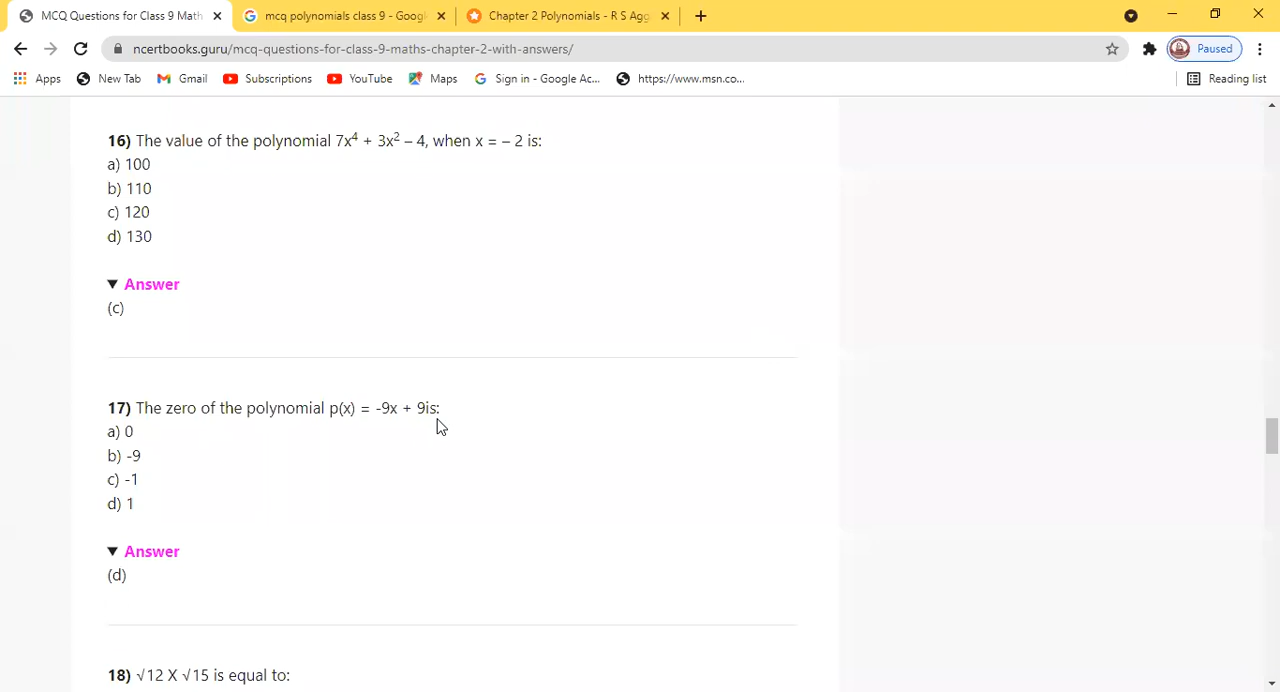 MCQ Questions for Class 9 Math
mcq polynomials class 9 - Googl
Chapter 2 Polynomials - R S Agg
ncertbooks.guru/mcq-questions-for-class-9-maths-chapter-2-with-answers/
Paused
Apps
New Tab
Gmail
Subscriptions
YouTube
Maps
Sign in - Google Ac...
https://www.msn.co...
Reading list
16) The value of the polynomial 7x⁴ + 3x² – 4, when x = – 2 is:
a) 100
b) 110
c) 120
d) 130
▼ Answer
(c)
17) The zero of the polynomial p(x) = -9x + 9is:
a) 0
b) -9
c) -1
d) 1
▼ Answer
(d)
18) √12 X √15 is equal to: